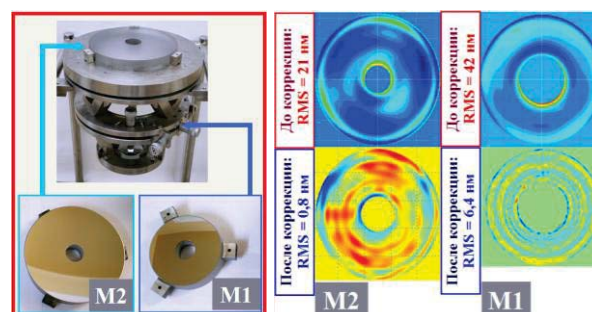 До коррекции:
RMS = 21 нм
До коррекции:
RMS = 42 нм
После коррекции:
RMS = 0,8 нм
После коррекции:
RMS = 6,4 нм
M2
M1
M2
M1